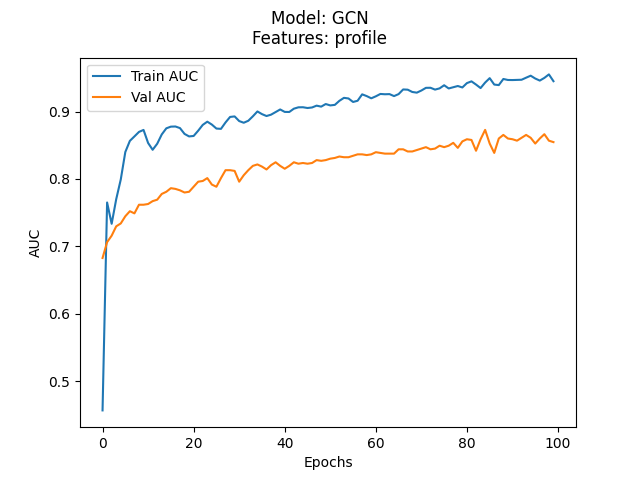 Model: GCN
Features: profile
Train AUC
Val AUC
AUC
0.9
0.8
0.7
0.6
0.5
0 20 40 60 80 100
Epochs